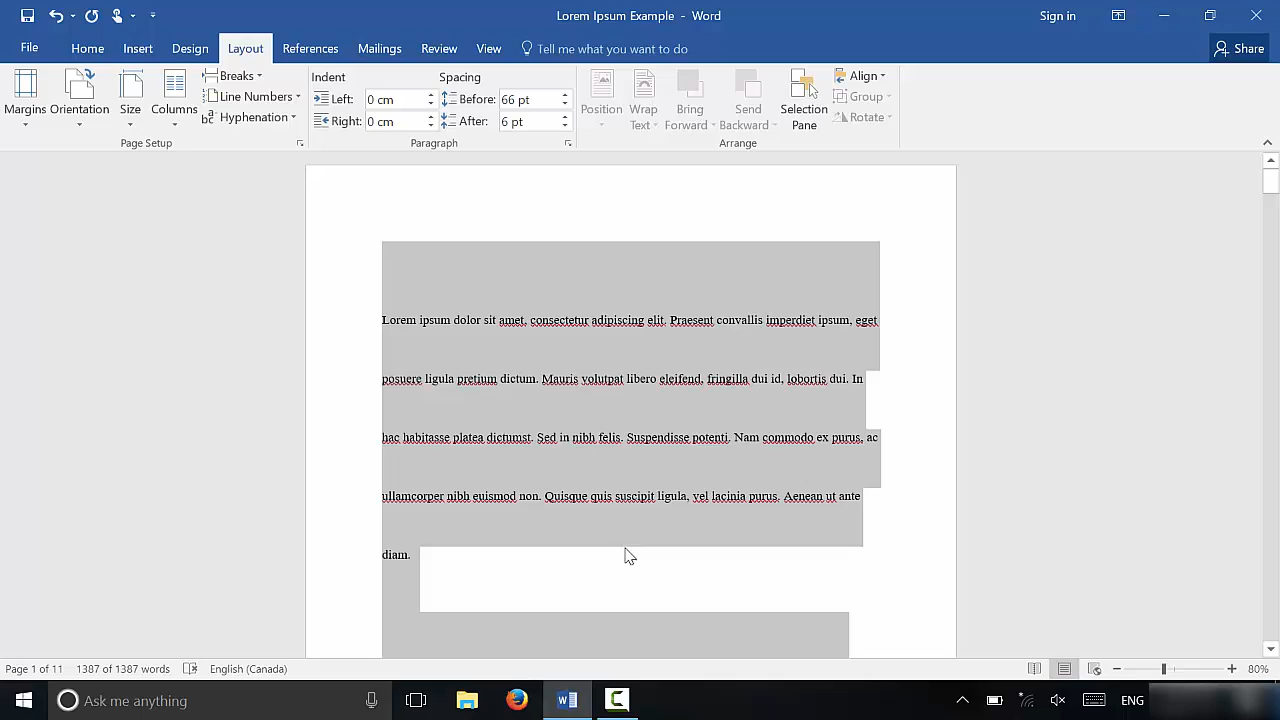 Lorem Ipsum Example - Word
Sign in
File Home Insert Design Layout References Mailings Review View Tell me what you want to do Share
Margins Orientation Size Columns
Breaks
Line Numbers
Hyphenation
Page Setup
Indent Spacing
Left: 0 cm Before: 66 pt
Right: 0 cm After: 6 pt
Paragraph
Position Wrap Text Bring Forward Send Backward Selection Pane
Align
Group
Rotate
Arrange
Lorem ipsum dolor sit amet, consectetur adipiscing elit. Praesent convallis imperdiet ipsum, eget
posuere ligula pretium dictum. Mauris volutpat libero eleifend, fringilla dui id, lobortis dui. In
hac habitasse platea dictumst. Sed in nibh felis. Suspendisse potenti. Nam commodo ex purus, ac
ullamcorper nibh euismod non. Quisque quis suscipit ligula, vel lacinia purus. Aenean ut ante
diam.
Page 1 of 11 1387 of 1387 words English (Canada) 80%
Ask me anything ENG